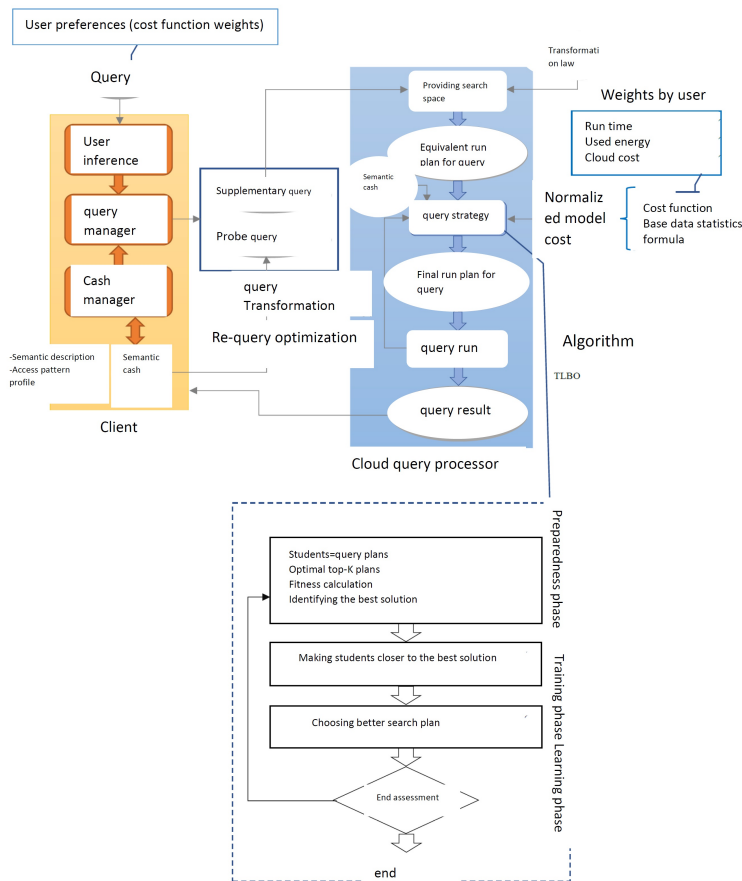 User preferences (cost function weights)
Query
User
inference
query
manager
Cash
manager
-Semantic description
-Access pattern
profile
Semantic
cash
Client
Supplementary query
Probe query
query
Transformation
Re-query optimization
Transformati
on law
Providing search
space
Equivalent run
plan for query
Semantic
cash
query strategy
Final run plan for
query
query run
query result
Cloud query processor
Weights by user
Run time
Used energy
Cloud cost
Normaliz
ed model
cost
Cost function
Base data statistics
formula
Algorithm
TLBO
Preparedness phase
Students=query plans
Optimal top-K plans
Fitness calculation
Identifying the best solution
Training phase Learning phase
Making students closer to the best solution
Choosing better search plan
End assessment
end